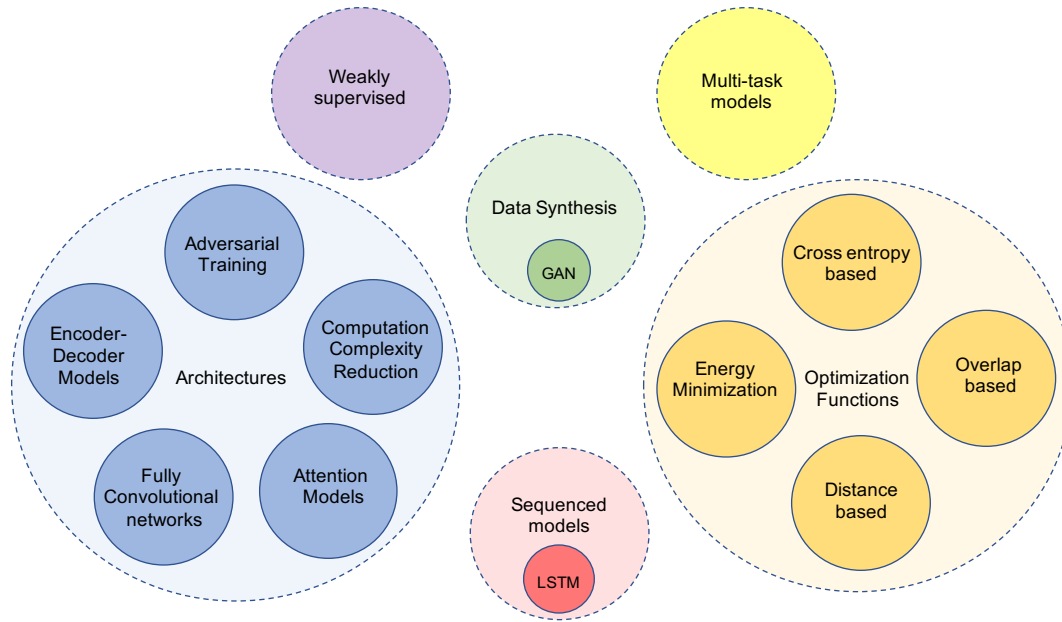 Weakly
supervised
Multi-task
models
Data Synthesis
GAN
Adversarial
Training
Encoder-
Decoder
Models
Computation
Complexity
Reduction
Architectures
Fully
Convolutional
networks
Attention
Models
Cross entropy
based
Energy
Minimization
Optimization
Functions
Overlap
based
Distance
based
Sequenced
models
LSTM